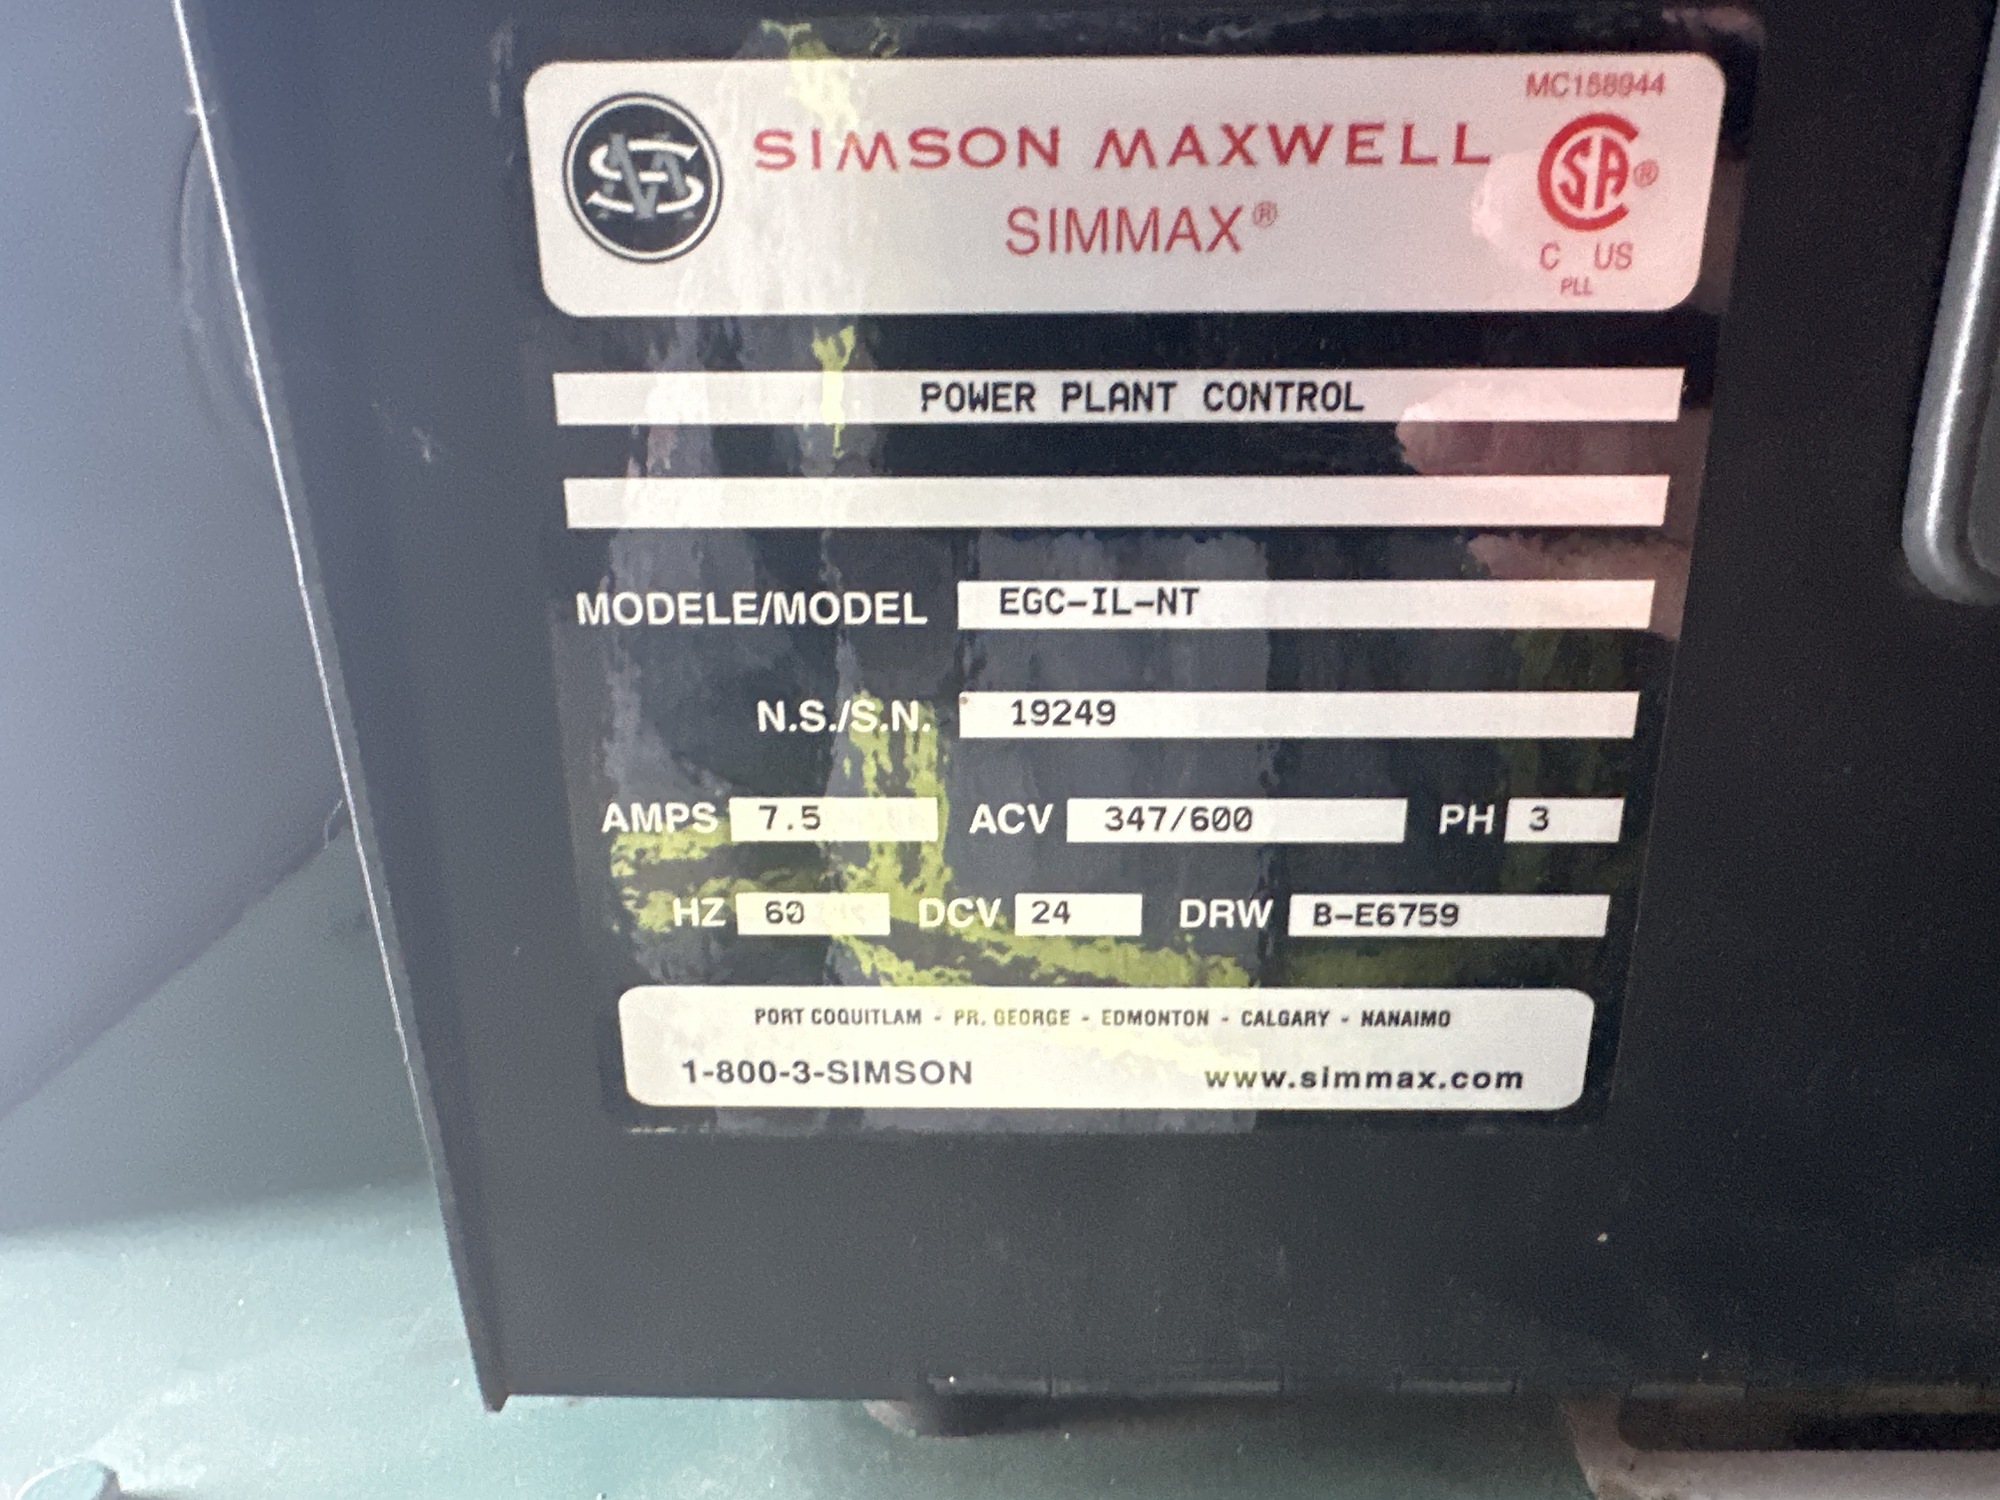 MC158944
SIMSON MAXWELL
SIMMAX®
SA®
C US
PLL
POWER PLANT CONTROL
MODELE/MODEL EGC-IL-NT
N.S./S.N. 19249
AMPS 7.5 ACV 347/600 PH 3
HZ 60 DCV 24 DRW B-E6759
PORT COQUITLAM - PR. GEORGE - EDMONTON - CALGARY - NANAIMO
1-800-3-SIMSON www.simmax.com